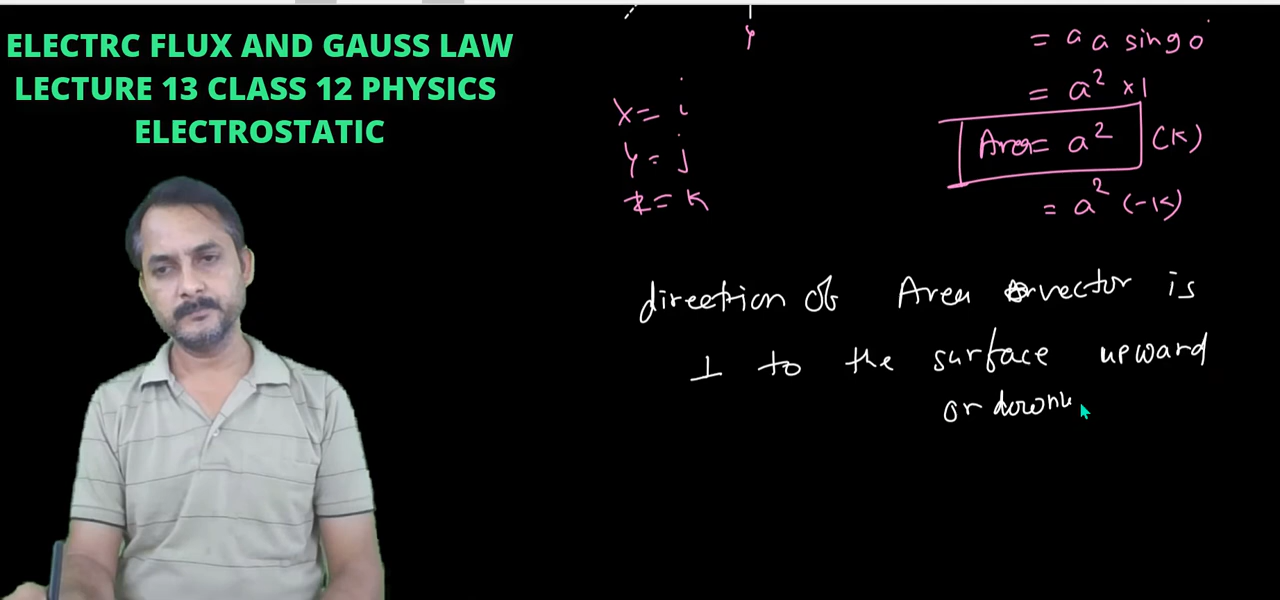 ELECTRC FLUX AND GAUSS LAW
LECTURE 13 CLASS 12 PHYSICS
ELECTROSTATIC
y
x = i
y = j
z = k
= a a sin90°
= a² ×1
Area = a² (k)
= a² (-k)
direction of Area vector is
⊥ to the surface upward
or down